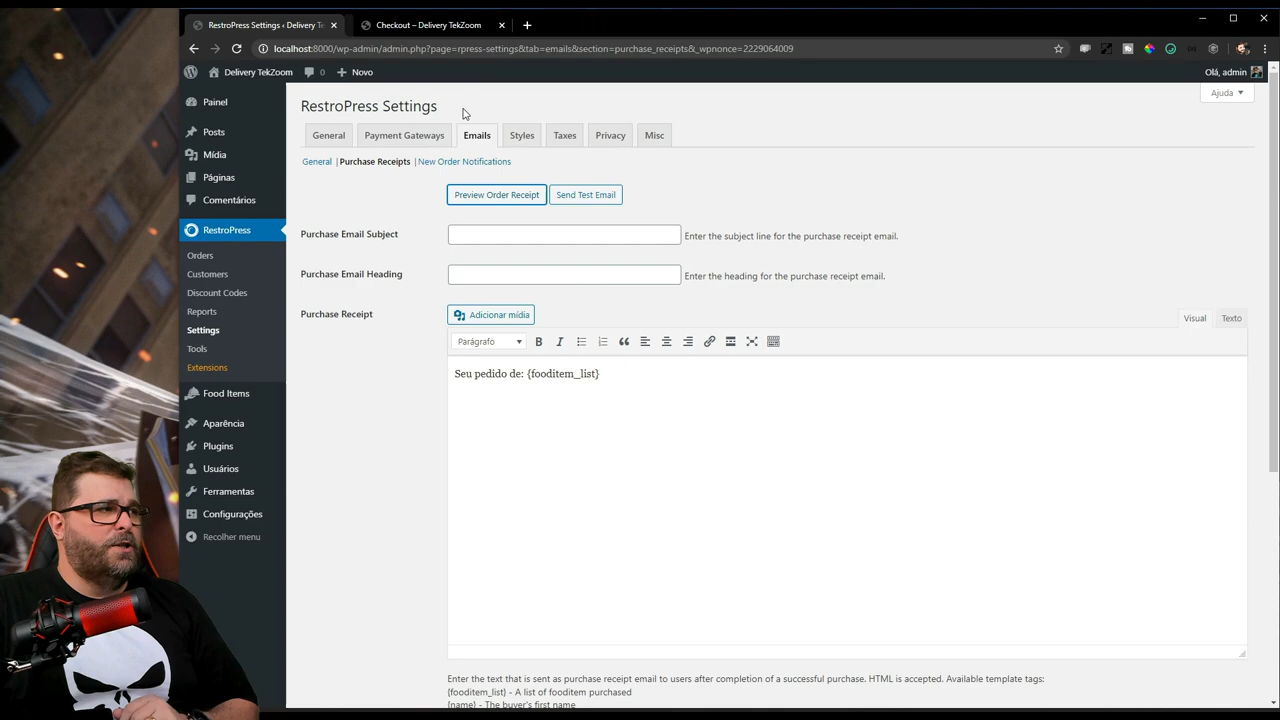 RestroPress Settings ‹ Delivery T
Checkout – Delivery TekZoom
localhost:8000/wp-admin/admin.php?page=rpress-settings&tab=emails&section=purchase_receipts&_wpnonce=2229064009
Delivery TekZoom
0
Novo
Olá, admin
Painel
Posts
Mídia
Páginas
Comentários
RestroPress
Orders
Customers
Discount Codes
Reports
Settings
Tools
Extensions
Food Items
Aparência
Plugins
Usuários
Ferramentas
Configurações
Recolher menu
RestroPress Settings
Ajuda
General
Payment Gateways
Emails
Styles
Taxes
Privacy
Misc
General | Purchase Receipts | New Order Notifications
Preview Order Receipt
Send Test Email
Purchase Email Subject
Enter the subject line for the purchase receipt email.
Purchase Email Heading
Enter the heading for the purchase receipt email.
Purchase Receipt
Adicionar mídia
Visual
Texto
Parágrafo
Seu pedido de: {fooditem_list}
Enter the text that is sent as purchase receipt email to users after completion of a successful purchase. HTML is accepted. Available template tags:
{fooditem_list} - A list of fooditem purchased
{name} - The buyer's first name